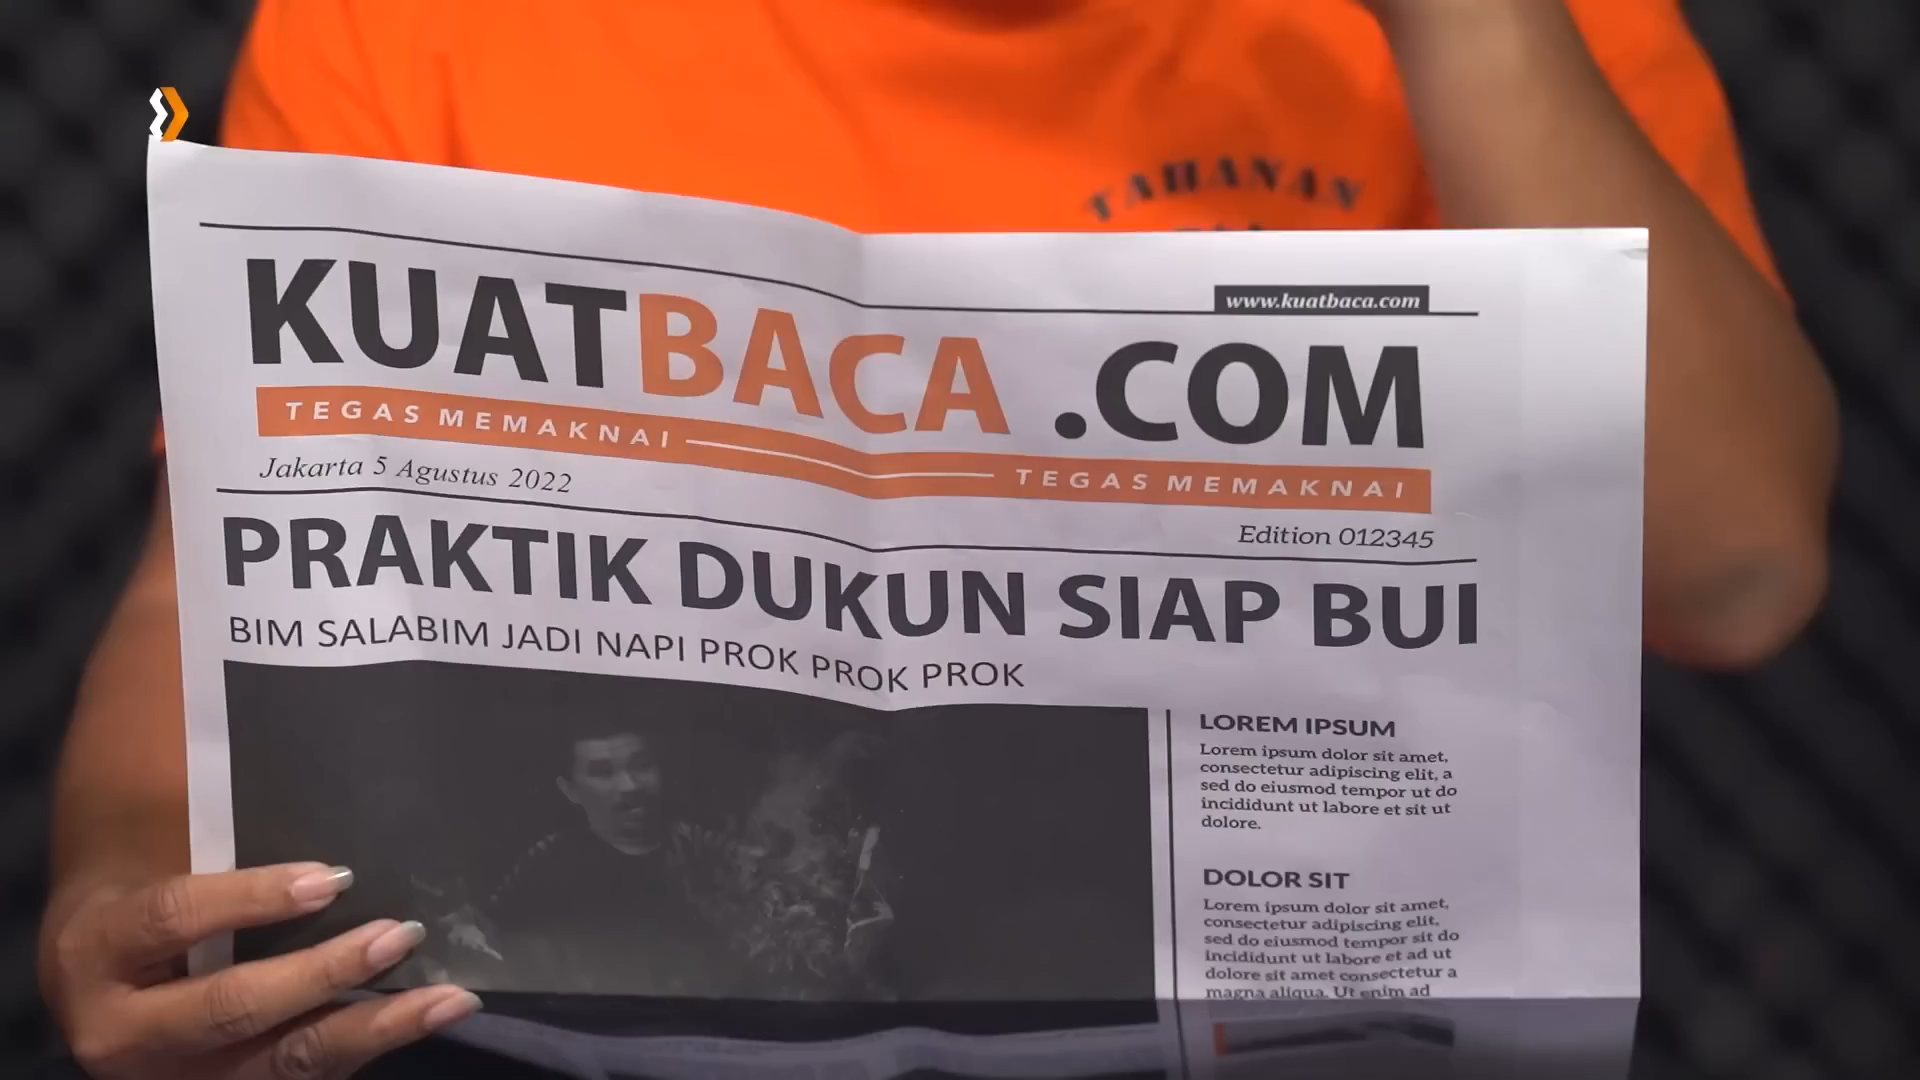 TAHANAN
www.kuatbaca.com
KUATBACA .COM
TEGAS MEMAKNAI TEGAS MEMAKNAI
Jakarta 5 Agustus 2022
Edition 012345
PRAKTIK DUKUN SIAP BUI
BIM SALABIM JADI NAPI PROK PROK PROK
LOREM IPSUM
Lorem ipsum dolor sit amet,
consectetur adipiscing elit, a
sed do eiusmod tempor ut do
incididunt ut labore et sit ut
dolore.
DOLOR SIT
Lorem ipsum dolor sit amet,
consectetur adipiscing elit,
sed do eiusmod tempor sit do
incididunt ut labore et ad ut
dolore sit amet consectetur a
magna aliqua. Ut enim ad